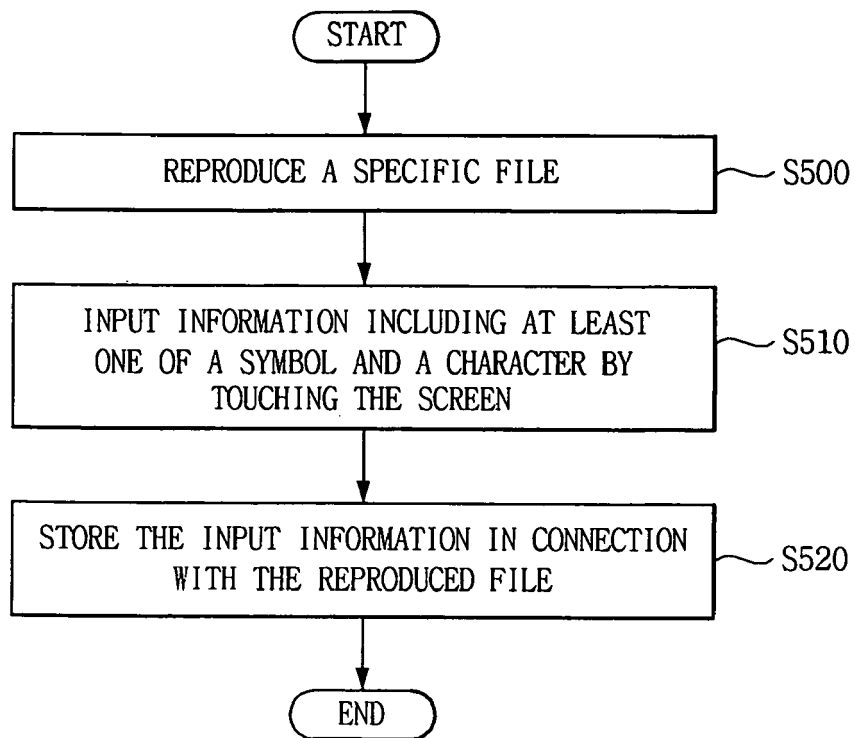 START
REPRODUCE A SPECIFIC FILE
S500
INPUT INFORMATION INCLUDING AT LEAST
ONE OF A SYMBOL AND A CHARACTER BY
TOUCHING THE SCREEN
S510
STORE THE INPUT INFORMATION IN CONNECTION
WITH THE REPRODUCED FILE
S520
END